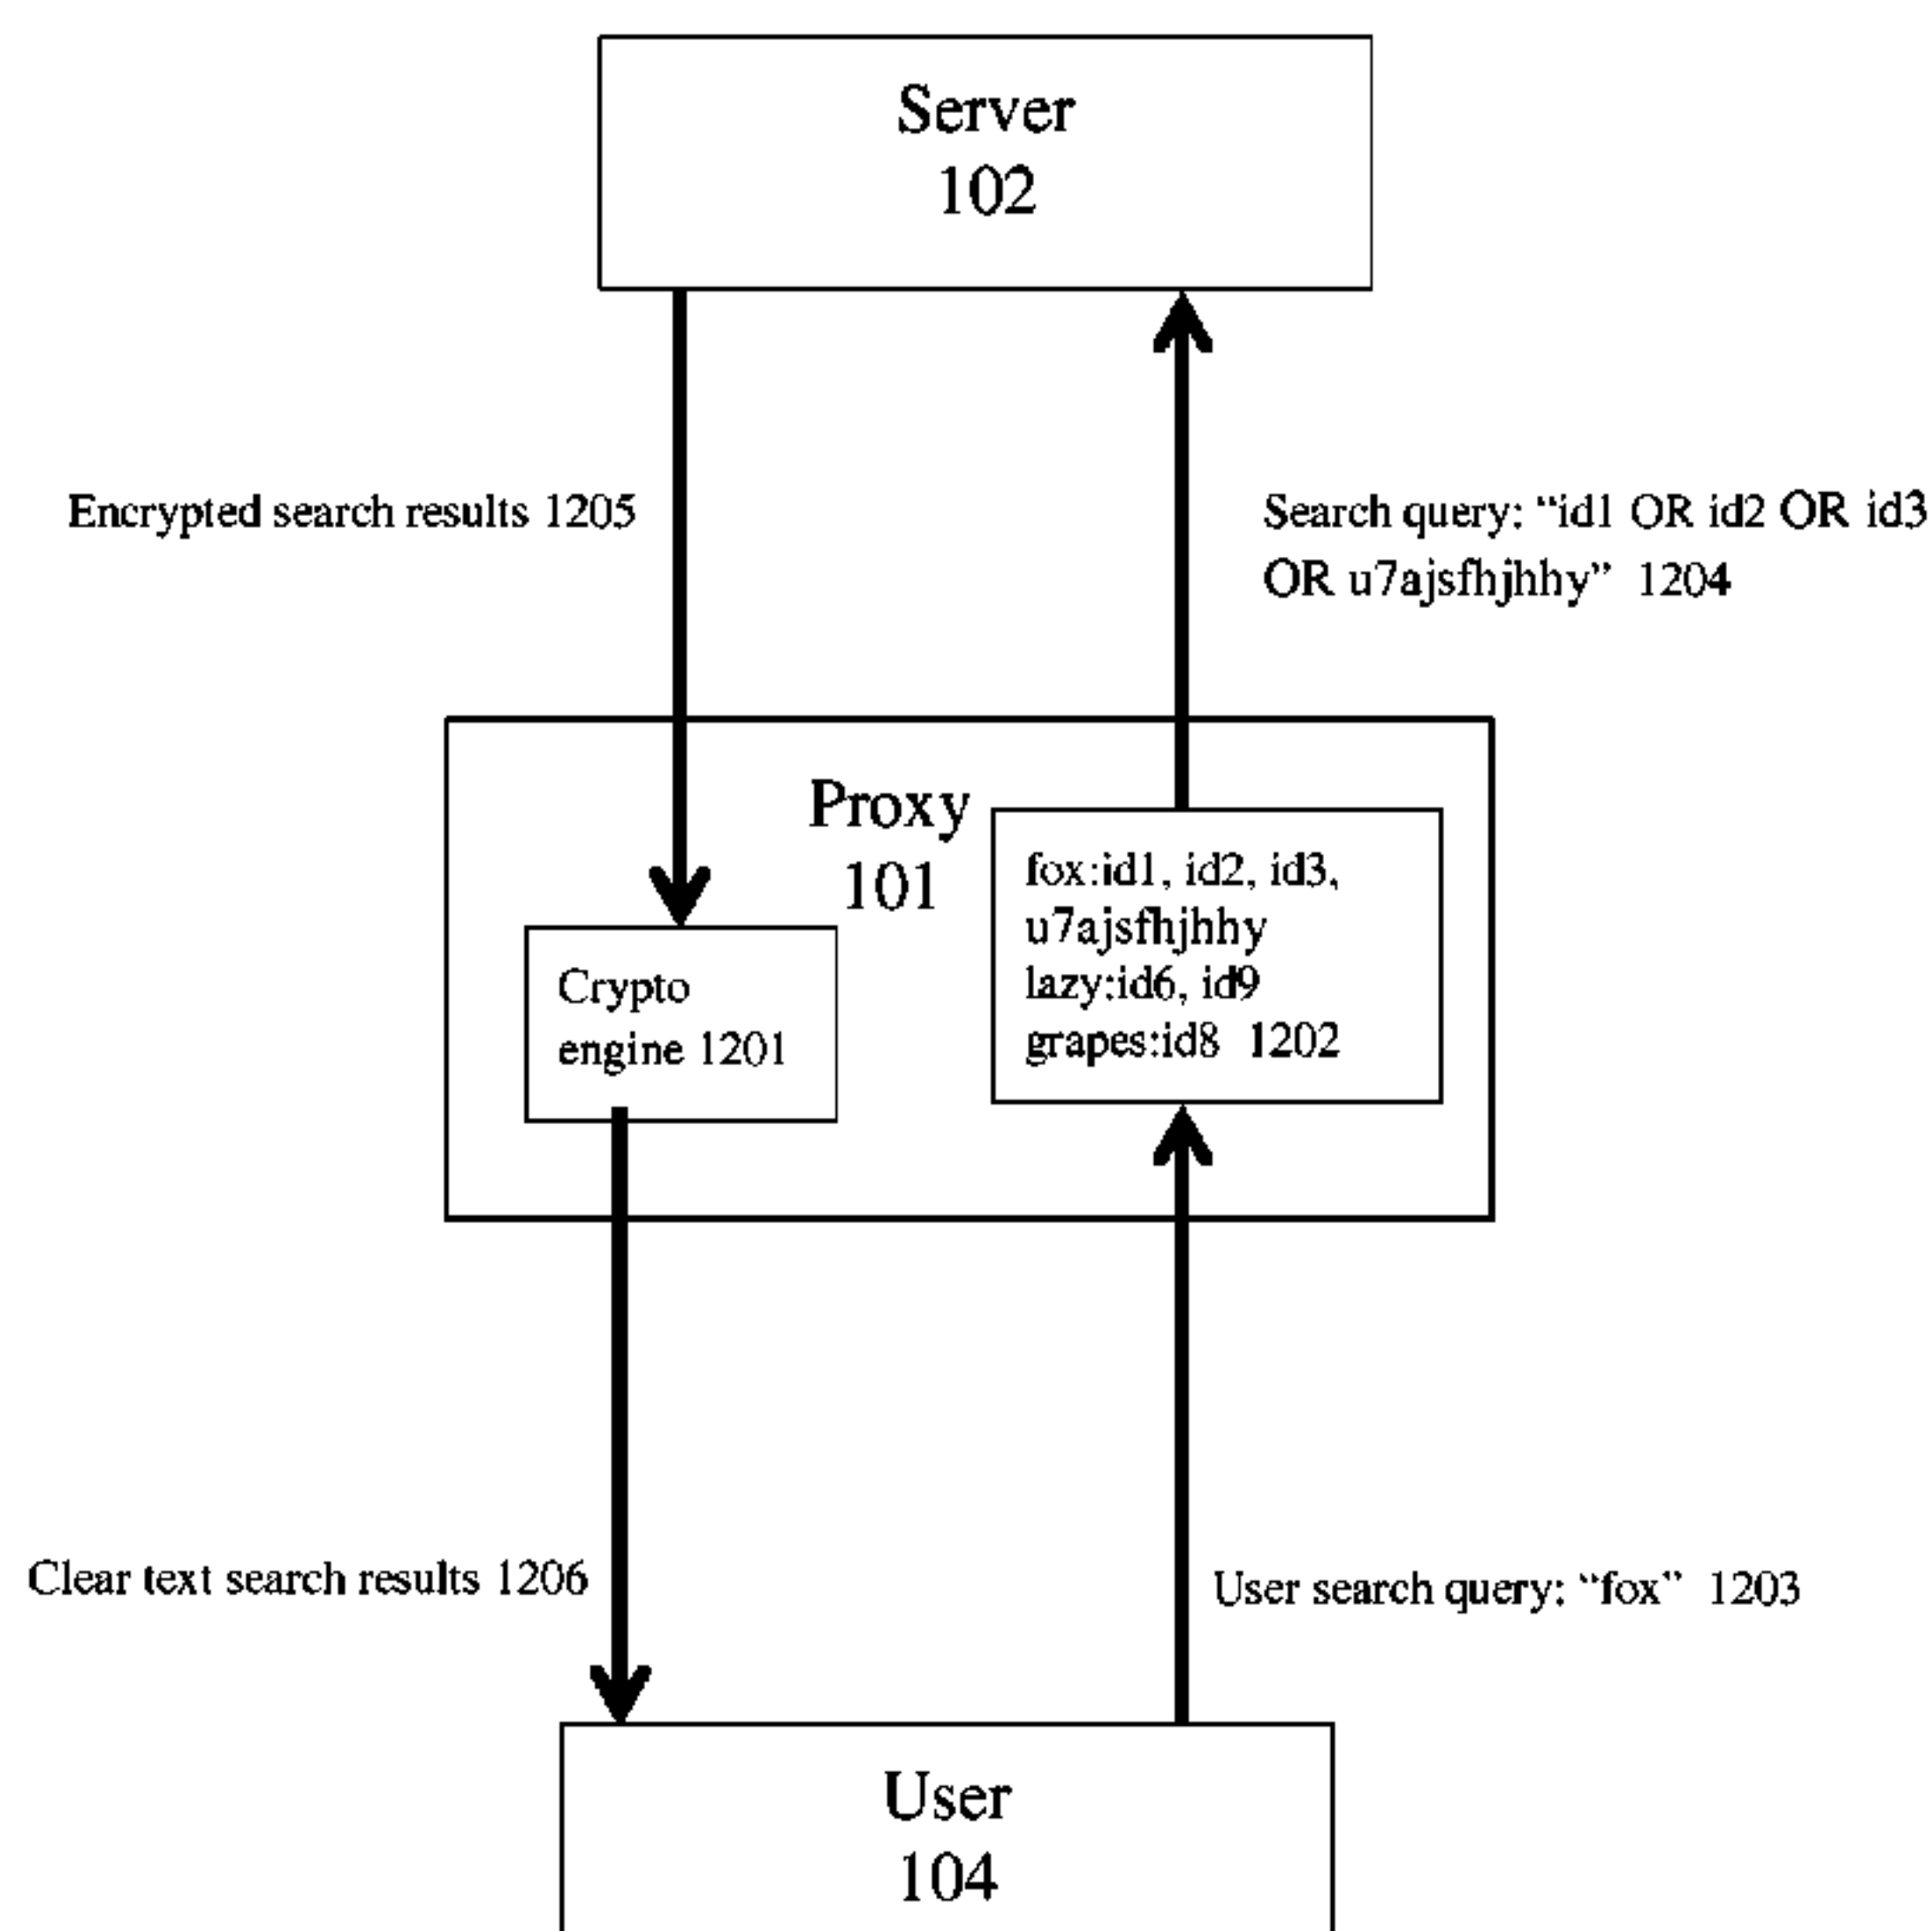 Server
102
Encrypted search results 1205
Search query: “id1 OR id2 OR id3
OR u7ajsfhjhhy” 1204
Proxy
101
fox:id1, id2, id3,
u7ajsfhjhhy
lazy:id6, id9
grapes:id8 1202
Crypto
engine 1201
Clear text search results 1206
User search query: “fox” 1203
User
104